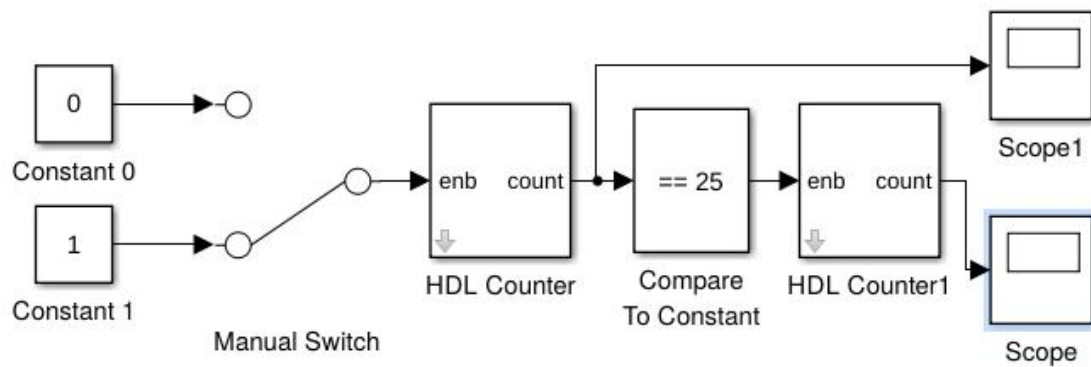 0
Constant 0
1
Constant 1
Manual Switch
enb count
HDL Counter
== 25
Compare
To Constant
enb count
HDL Counter1
Scope1
Scope